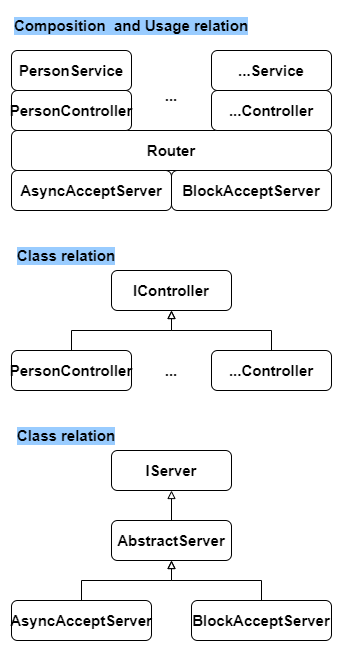 Composition  and Usage relation
PersonService
...Service
...
PersonController
...Controller
Router
AsyncAcceptServer
BlockAcceptServer
Class relation
IController
PersonController
...
...Controller
Class relation
IServer
AbstractServer
AsyncAcceptServer
BlockAcceptServer